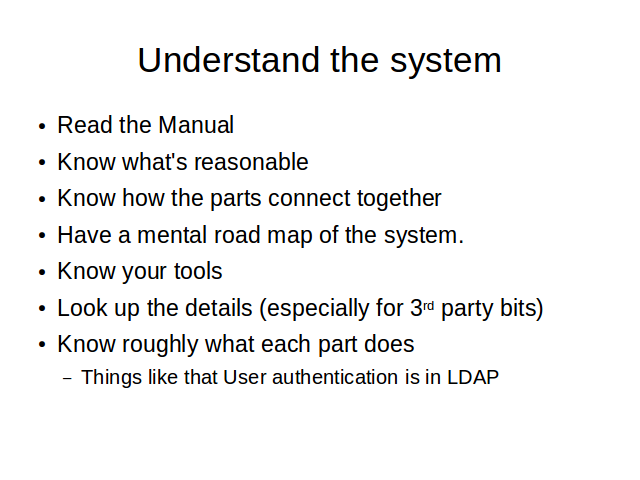 Understand the system
• Read the Manual
• Know what's reasonable
• Know how the parts connect together
• Have a mental road map of the system.
• Know your tools
• Look up the details (especially for 3rd party bits)
• Know roughly what each part does
– Things like that User authentication is in LDAP